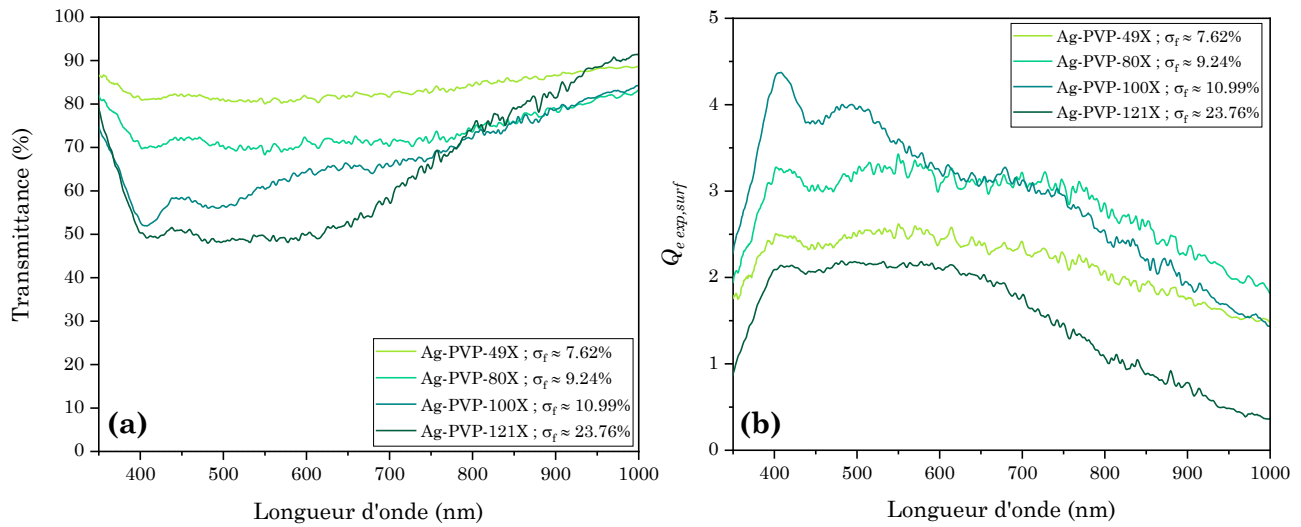 100
90
80
70
60
50
40
30
20
10
0
Transmittance (%)
(a)
Ag-PVP-49X ; σf ≈ 7.62%
Ag-PVP-80X ; σf ≈ 9.24%
Ag-PVP-100X ; σf ≈ 10.99%
Ag-PVP-121X ; σf ≈ 23.76%
400 500 600 700 800 900 1000
Longueur d'onde (nm)
5
4
3
2
1
0
Qe exp,surf
Ag-PVP-49X ; σf ≈ 7.62%
Ag-PVP-80X ; σf ≈ 9.24%
Ag-PVP-100X ; σf ≈ 10.99%
Ag-PVP-121X ; σf ≈ 23.76%
(b)
400 500 600 700 800 900 1000
Longueur d'onde (nm)